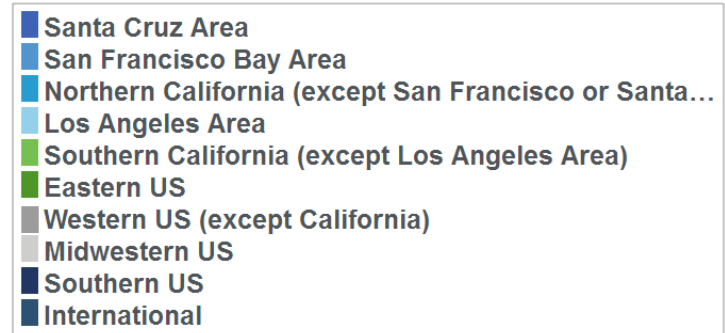 Santa Cruz Area
San Francisco Bay Area
Northern California (except San Francisco or Santa…
Los Angeles Area
Southern California (except Los Angeles Area)
Eastern US
Western US (except California)
Midwestern US
Southern US
International